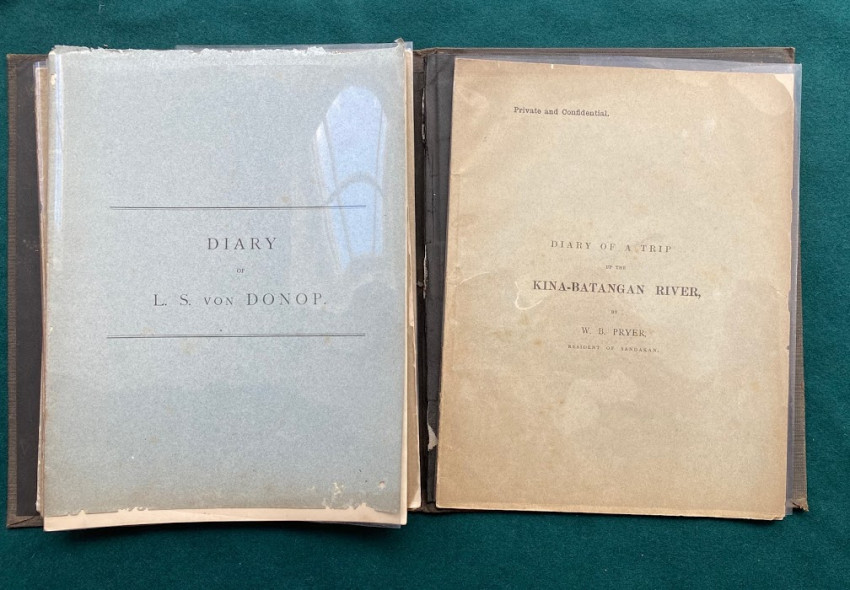 DIARY
OF
L. S. VON DONOP.
Private and Confidential.
DIARY OF A TRIP
UP THE
KINA-BATANGAN RIVER,
BY
W. B. PRYER,
RESIDENT OF SANDAKAN.